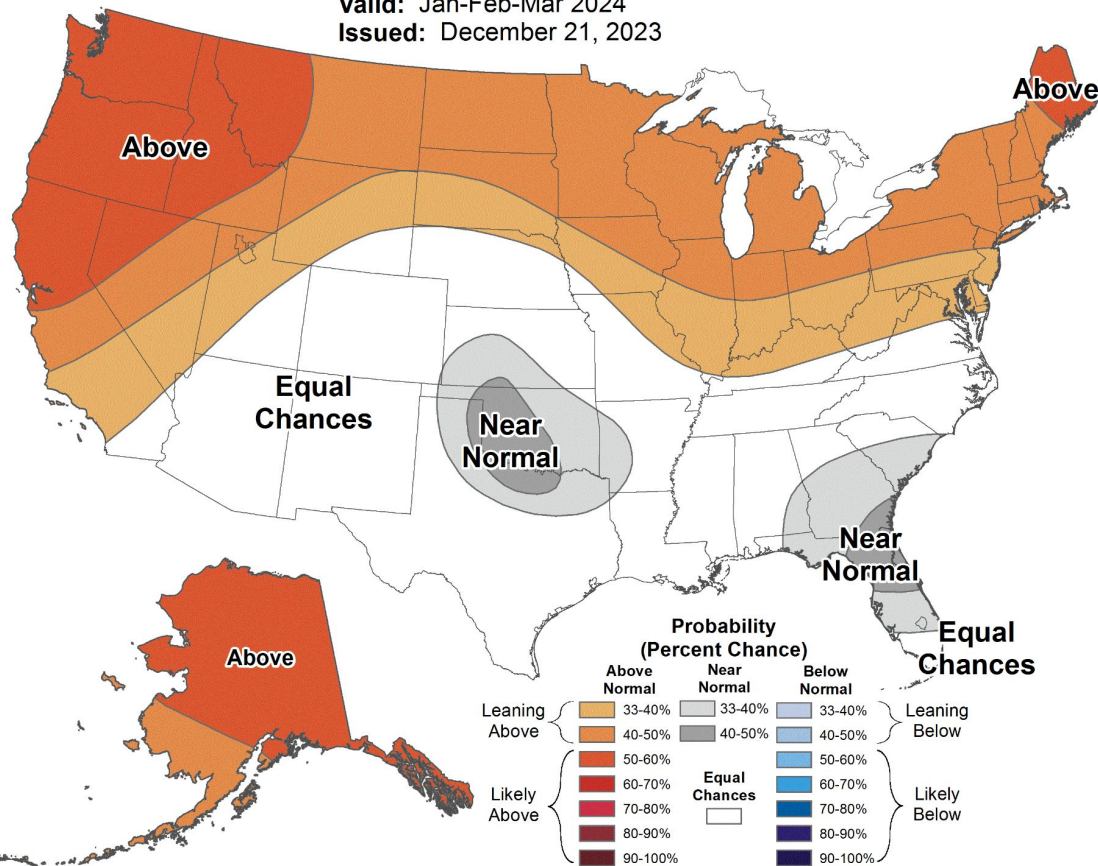 Valid: Jan-Feb-Mar 2024
Issued: December 21, 2023
Above
Above
Equal
Chances
Near
Normal
Near
Normal
Equal
Chances
Above
Probability
(Percent Chance)
Above
Normal
Near
Normal
Below
Normal
Leaning
Above
33-40%
33-40%
33-40%
40-50%
40-50%
40-50%
Leaning
Below
Likely
Above
50-60%
60-70%
70-80%
80-90%
90-100%
Equal
Chances
50-60%
60-70%
70-80%
80-90%
90-100%
Likely
Below